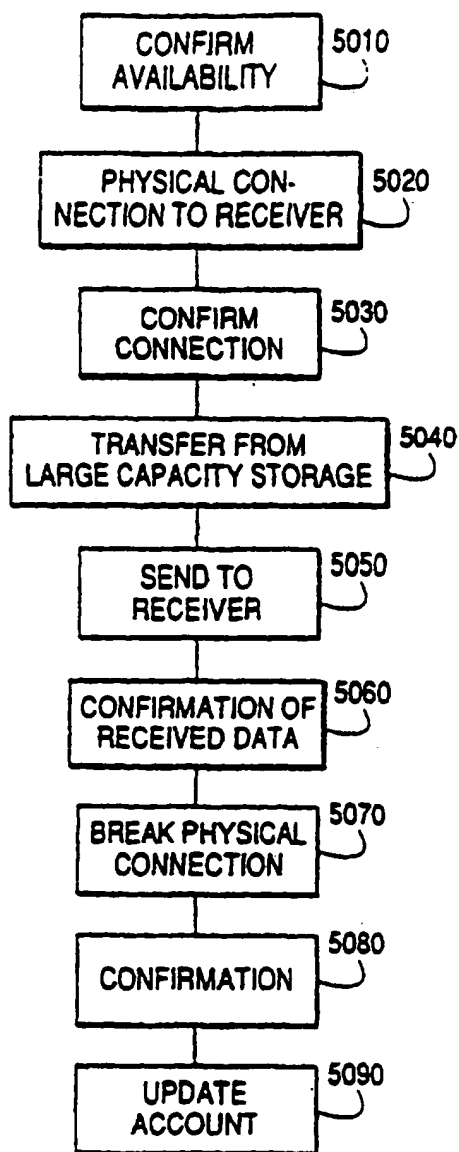 CONFIRM
AVAILABILITY
5010
PHYSICAL CON-
NECTION TO RECEIVER
5020
CONFIRM
CONNECTION
5030
TRANSFER FROM
LARGE CAPACITY STORAGE
5040
SEND TO
RECEIVER
5050
CONFIRMATION OF
RECEIVED DATA
5060
BREAK PHYSICAL
CONNECTION
5070
CONFIRMATION
5080
UPDATE
ACCOUNT
5090